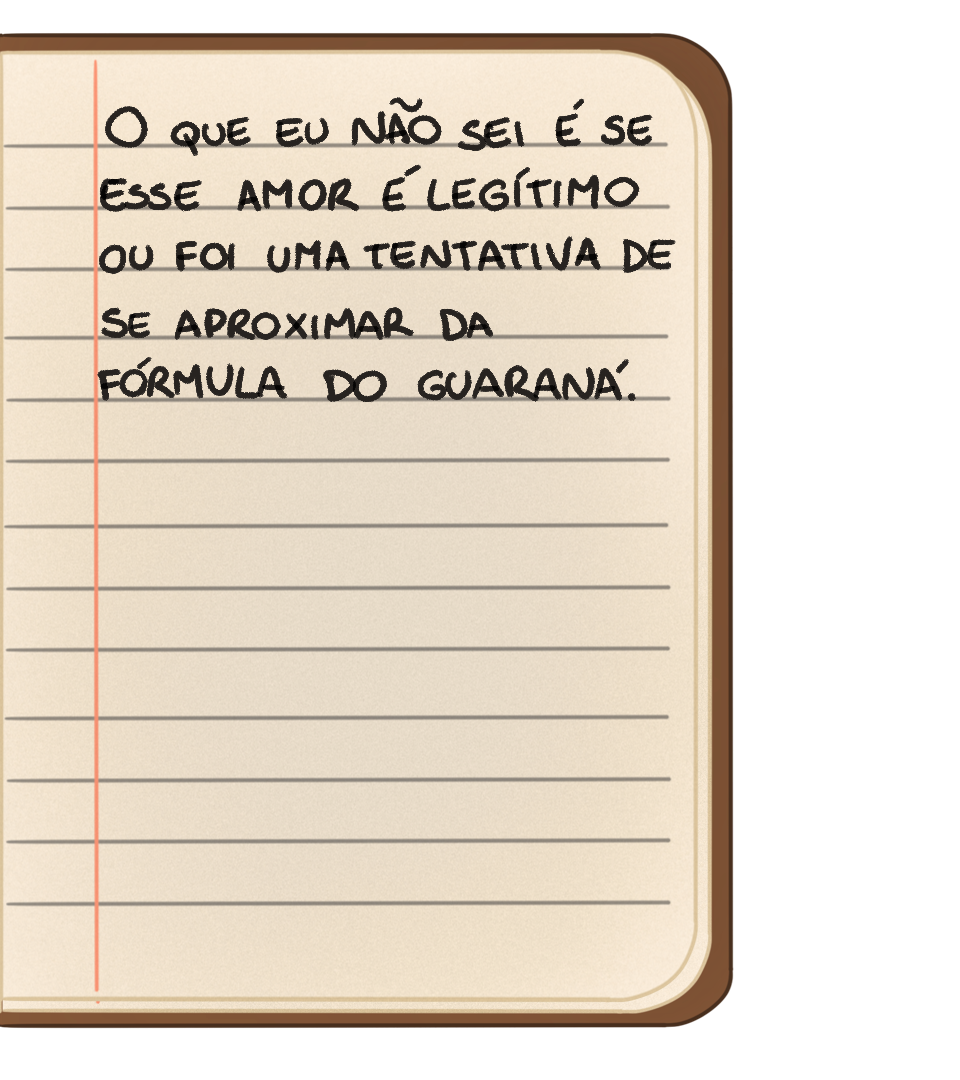 O QUE EU NÃO SEI É SE
ESSE AMOR É LEGÍTIMO
OU FOI UMA TENTATIVA DE
SE APROXIMAR DA
FÓRMULA DO GUARANÁ.